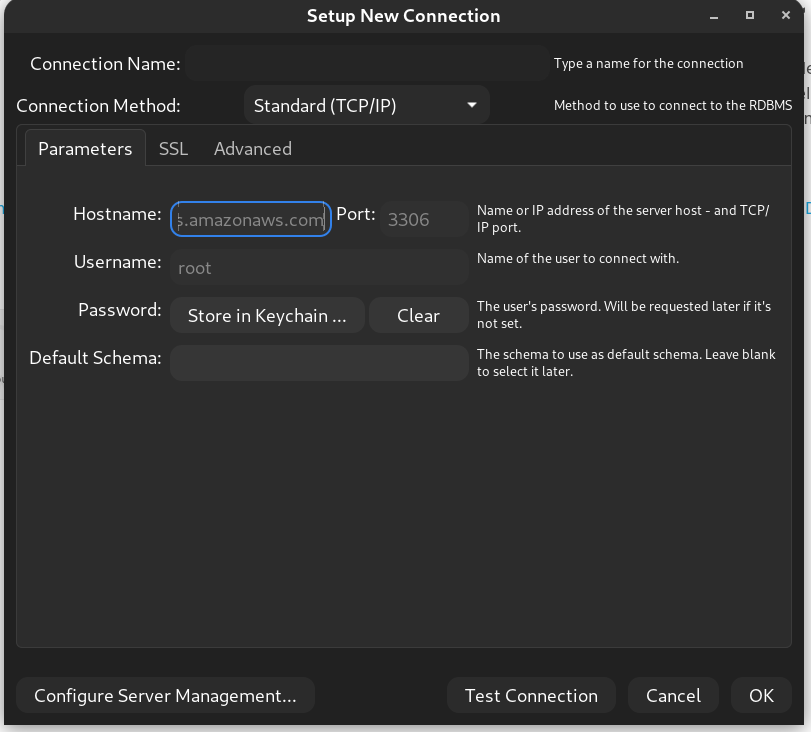 Setup New Connection
Connection Name:
Type a name for the connection
Connection Method:
Standard (TCP/IP)
Method to use to connect to the RDBMS
Parameters
SSL
Advanced
Hostname:
.amazonaws.com
Port:
3306
Name or IP address of the server host - and TCP/
IP port.
Username:
root
Name of the user to connect with.
Password:
Store in Keychain ...
Clear
The user's password. Will be requested later if it's
not set.
Default Schema:
The schema to use as default schema. Leave blank
to select it later.
Configure Server Management...
Test Connection
Cancel
OK